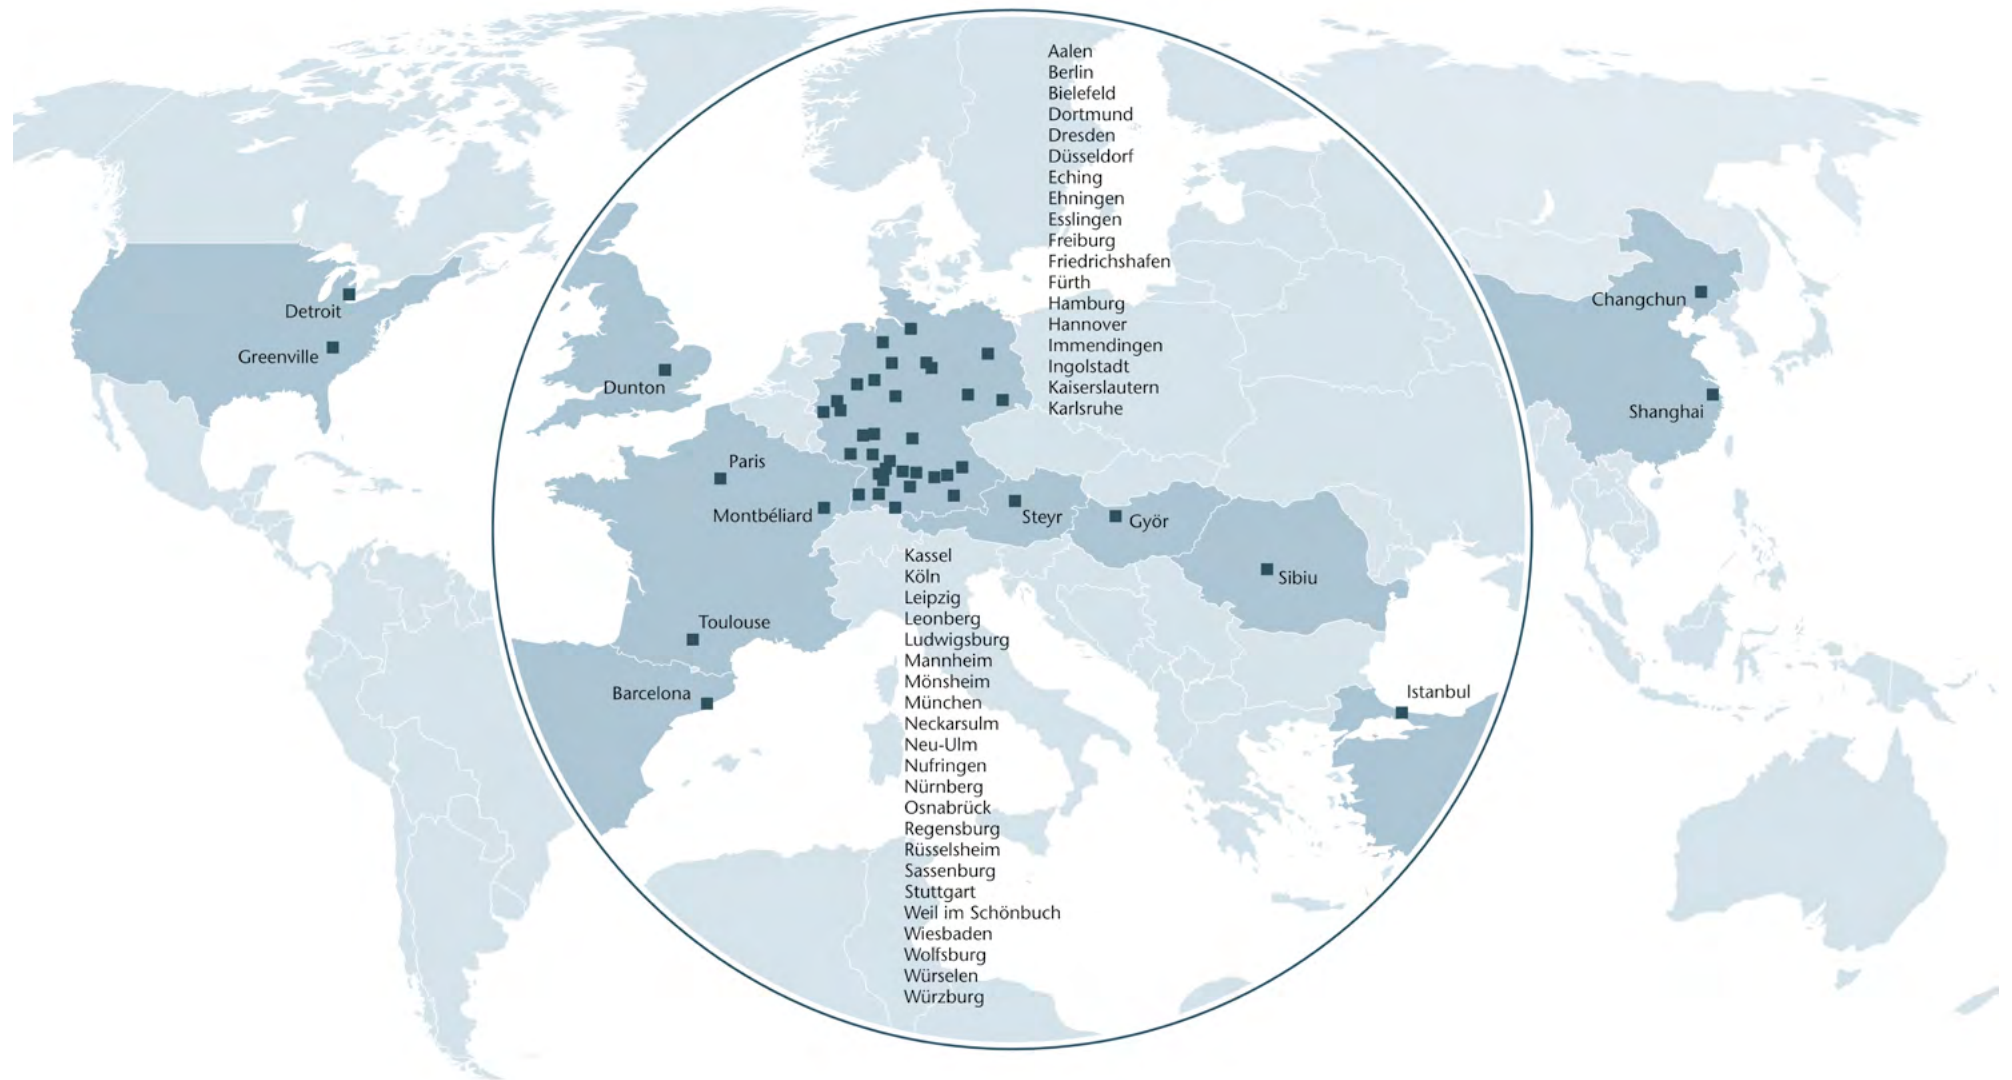 Aalen
Berlin
Bielefeld
Dortmund
Dresden
Düsseldorf
Eching
Ehningen
Esslingen
Freiburg
Friedrichshafen
Fürth
Hamburg
Hannover
Immendingen
Ingolstadt
Kaiserslautern
Karlsruhe
Detroit
Greenville
Dunton
Changchun
Shanghai
Paris
Montbéliard
Steyr
Györ
Sibiu
Toulouse
Barcelona
Istanbul
Kassel
Köln
Leipzig
Leonberg
Ludwigsburg
Mannheim
Mönsheim
München
Neckarsulm
Neu-Ulm
Nufringen
Nürnberg
Osnabrück
Regensburg
Rüsselsheim
Sassenburg
Stuttgart
Weil im Schönbuch
Wiesbaden
Wolfsburg
Würselen
Würzburg